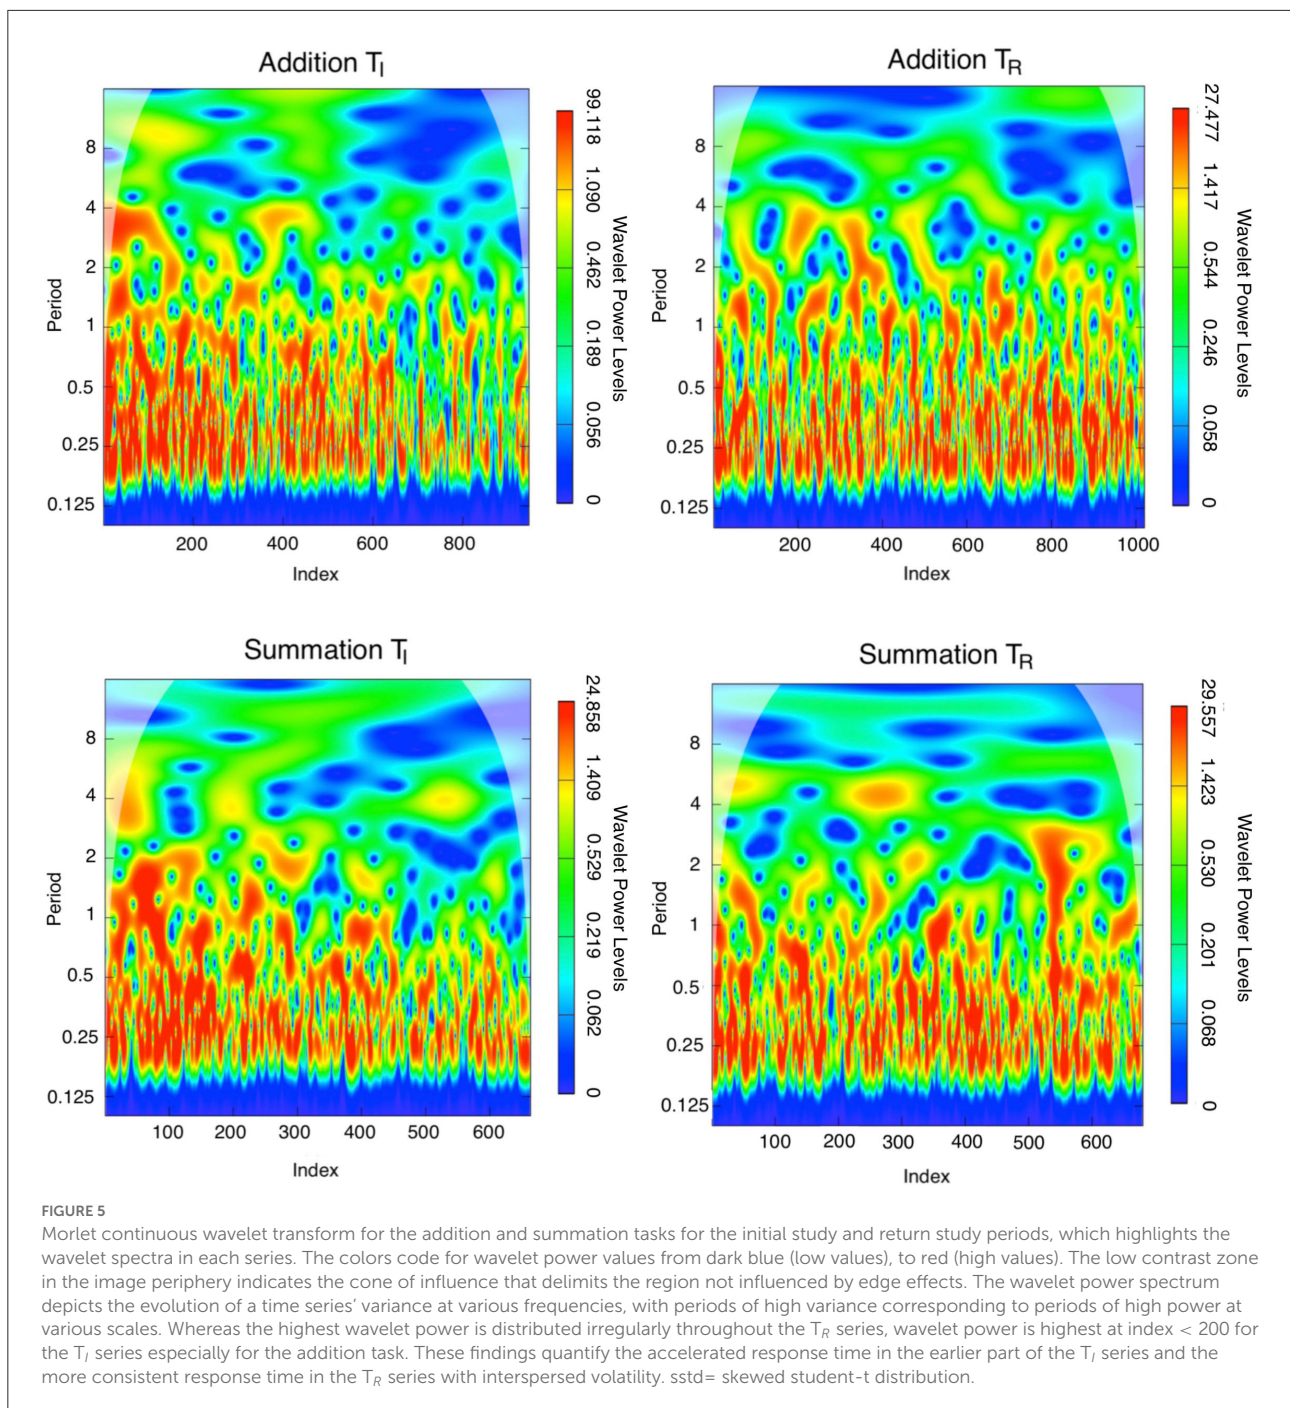 Addition TI
8
4
2
1
0.5
0.25
0.125
Period
200 400 600 800
Index
99.118
1.090
0.462
0.189
0.056
0
Wavelet Power Levels
Addition TR
8
4
2
1
0.5
0.25
0.125
Period
200 400 600 800 1000
Index
27.477
1.417
0.544
0.246
0.058
0
Wavelet Power Levels
Summation TI
8
4
2
1
0.5
0.25
0.125
Period
100 200 300 400 500 600
Index
24.858
1.409
0.529
0.219
0.062
0
Wavelet Power Levels
Summation TR
8
4
2
1
0.5
0.25
0.125
Period
100 200 300 400 500 600
Index
29.557
1.423
0.530
0.201
0.068
0
Wavelet Power Levels
FIGURE 5
Morlet continuous wavelet transform for the addition and summation tasks for the initial study and return study periods, which highlights the
wavelet spectra in each series. The colors code for wavelet power values from dark blue (low values), to red (high values). The low contrast zone
in the image periphery indicates the cone of influence that delimits the region not influenced by edge effects. The wavelet power spectrum
depicts the evolution of a time series' variance at various frequencies, with periods of high variance corresponding to periods of high power at
various scales. Whereas the highest wavelet power is distributed irregularly throughout the TR series, wavelet power is highest at index < 200 for
the TI series especially for the addition task. These findings quantify the accelerated response time in the earlier part of the TI series and the
more consistent response time in the TR series with interspersed volatility. sstd= skewed student-t distribution.